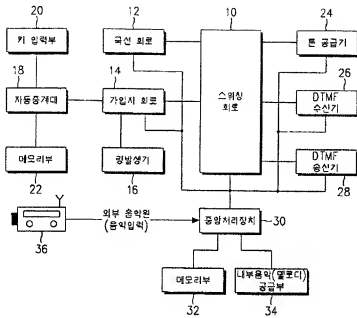 20
12
10
24
키 입력부
국선 회로
톤 공급기
18
14
26
자동중계대
가입자 회로
스위칭
회로
DTMF
수신기
메모리부
링발생기
DTMF
송신기
22
16
28
외부 음악원
(음악입력)
중앙처리장치
30
36
메모리부
내부음악(멜로디)
공급부
32
34